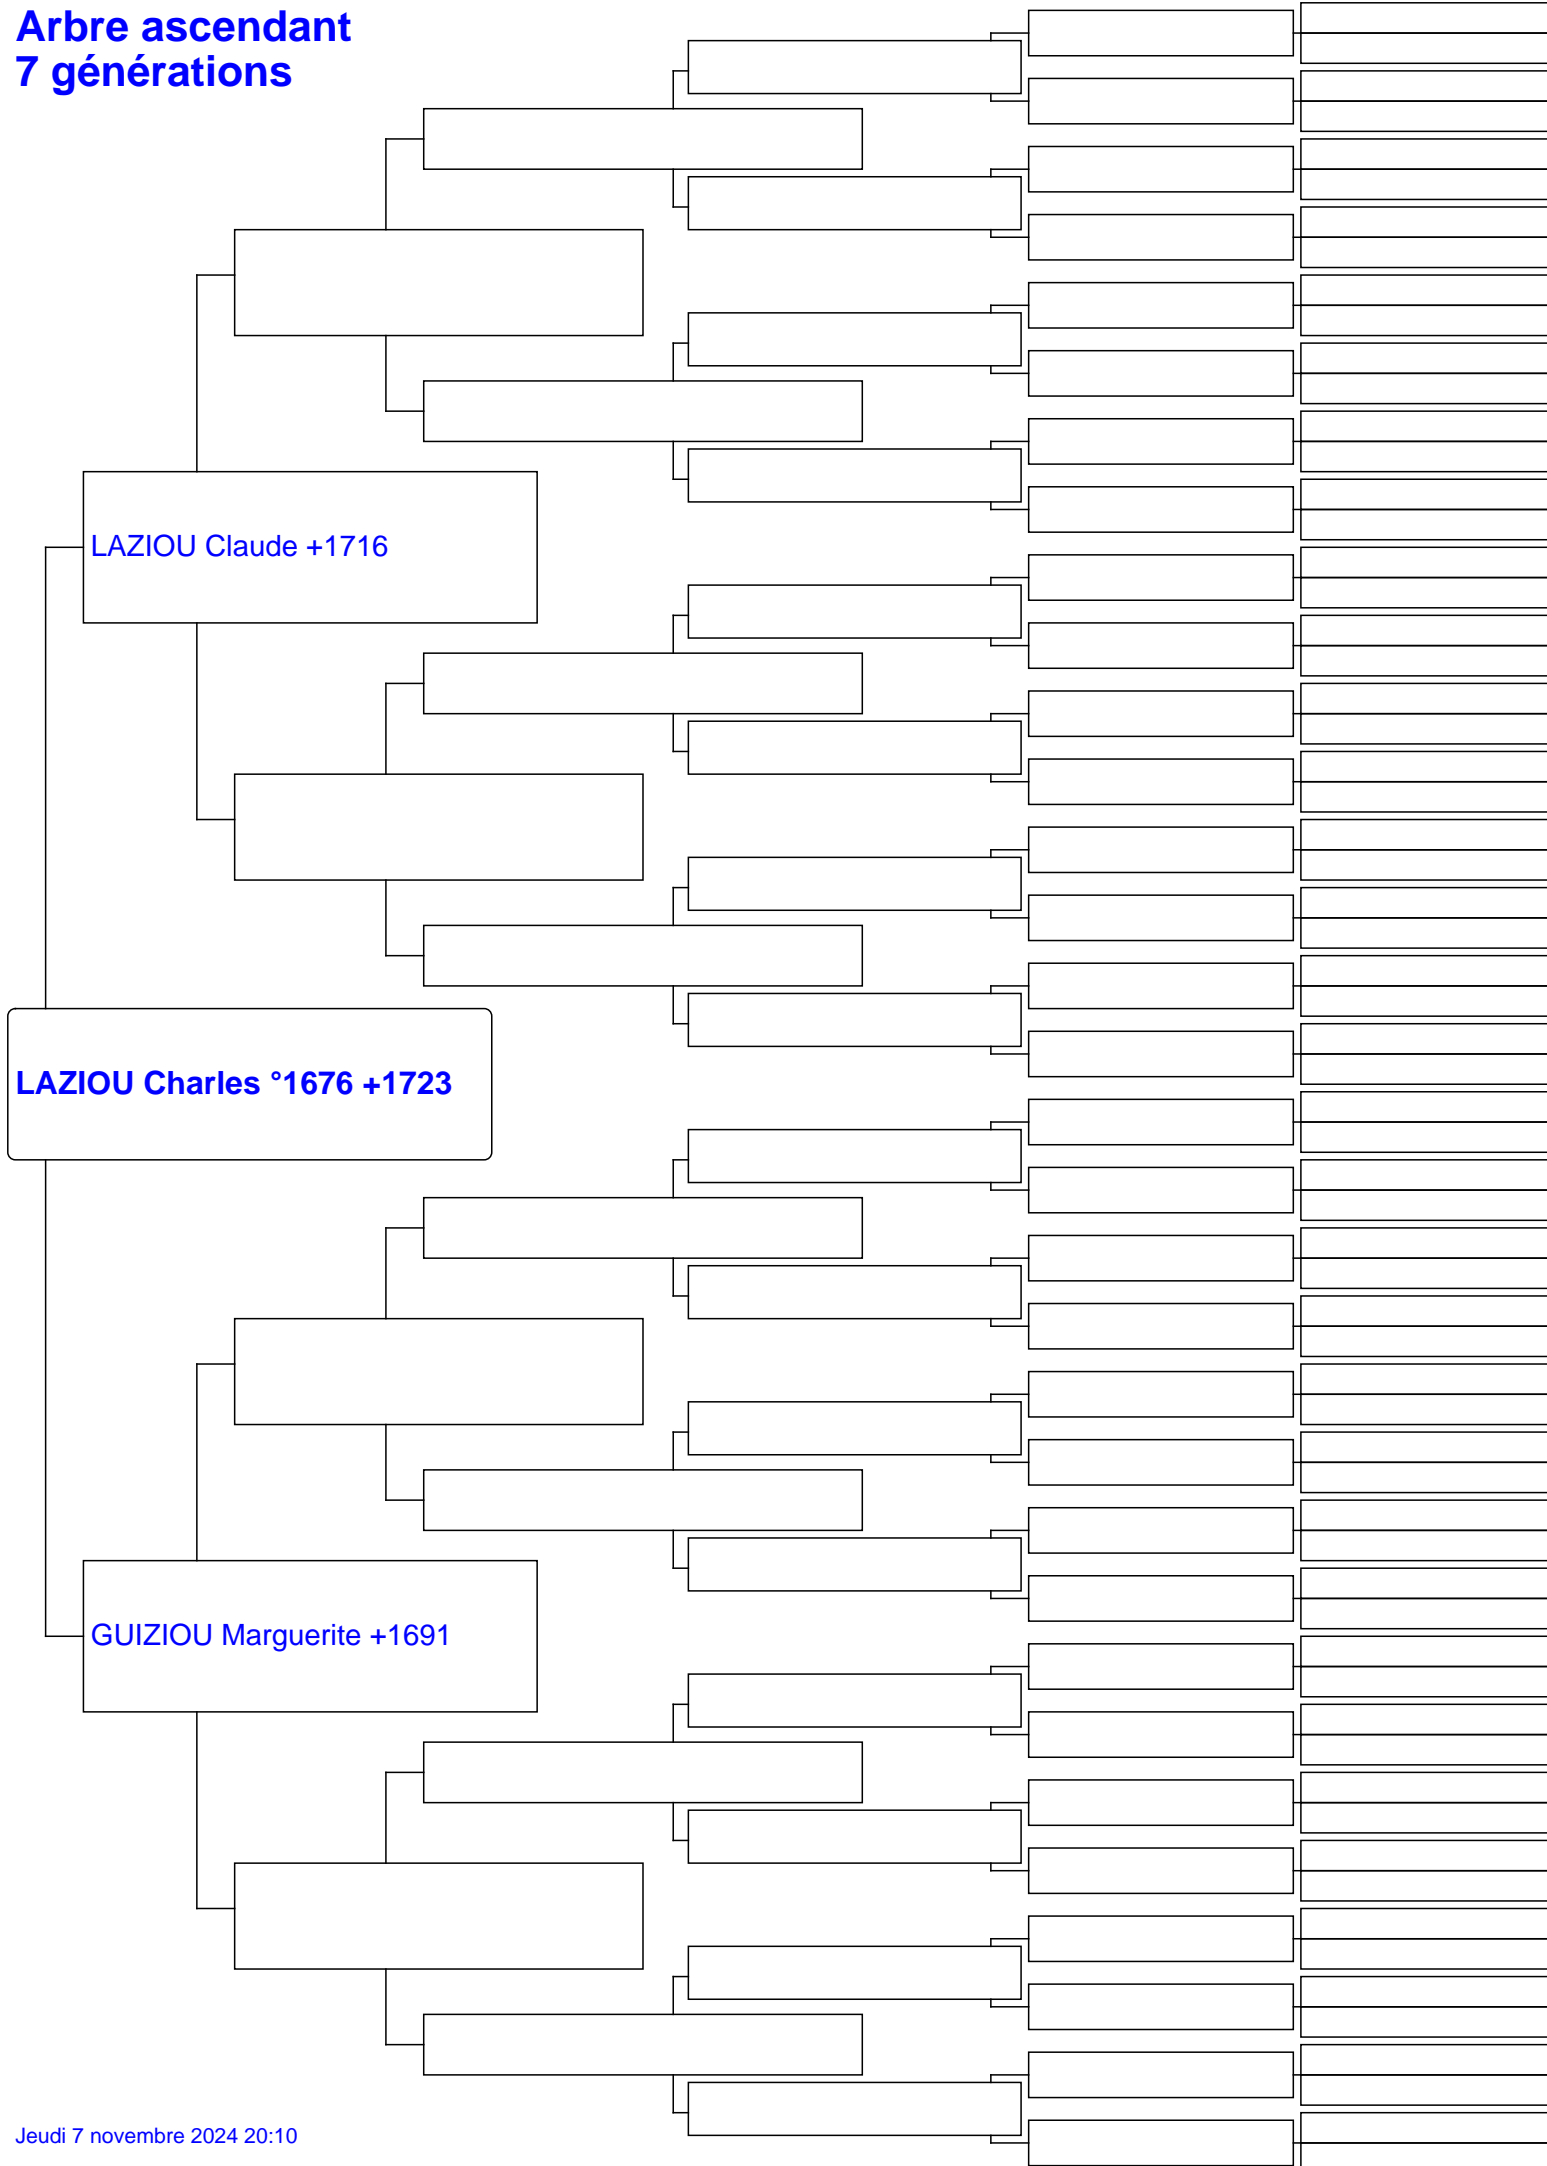 Arbre ascendant
7 générations
LAZIOU Claude +1716
LAZIOU Charles °1676 +1723
GUIZIOU Marguerite +1691
Jeudi 7 novembre 2024 20:10